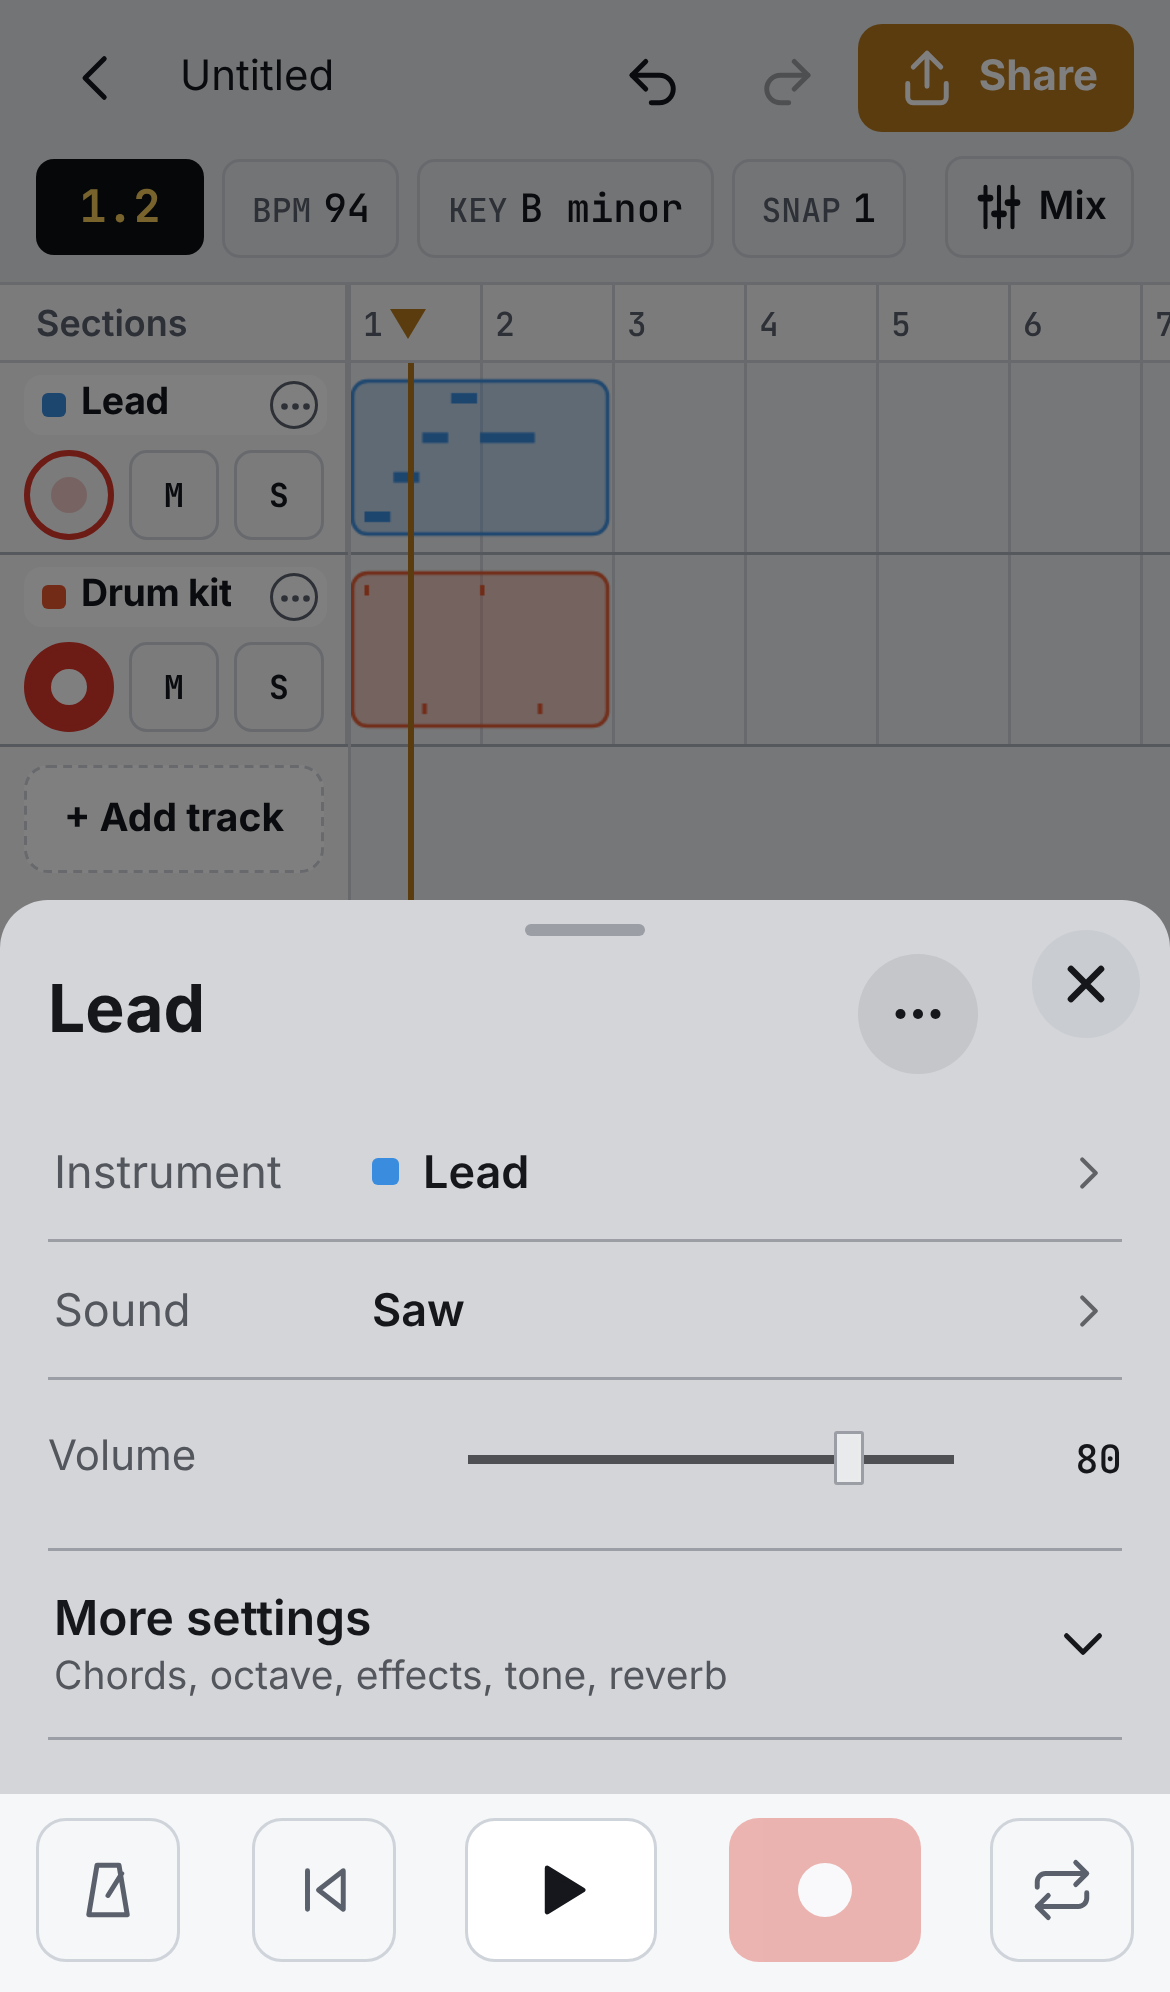 Untitled
Share
1.2
BPM 94
KEY B minor
SNAP 1
Mix
Sections
1 2 3 4 5 6 7
Lead
M S
Drum kit
M S
+ Add track
Lead
Instrument Lead
Sound Saw
Volume 80
More settings
Chords, octave, effects, tone, reverb